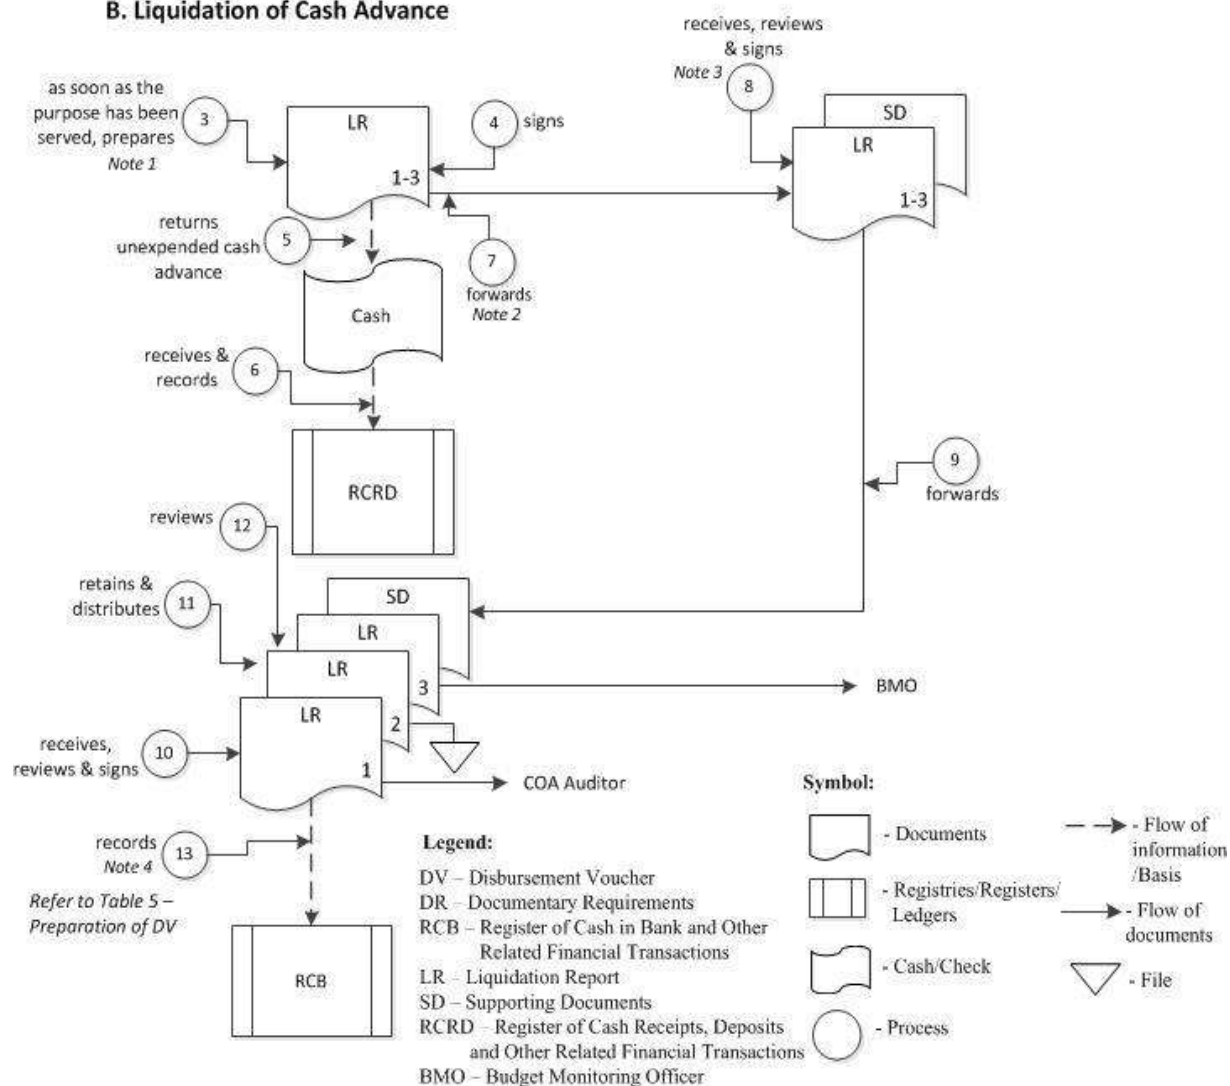 B. Liquidation of Cash Advance
receives, reviews
& signs
Note 3
8
as soon as the
purpose has been
served, prepares
Note 1
3
LR
1-3
4
signs
SD
LR
1-3
returns
unexpended cash
advance
5
7
forwards
Note 2
Cash
receives &
records
6
RCRD
9
forwards
reviews
12
retains &
distributes
11
SD
LR
LR
3
BMO
LR
2
receives,
reviews & signs
10
1
COA Auditor
records
Note 4
13
Refer to Table 5 –
Preparation of DV
RCB
Legend:
DV – Disbursement Voucher
DR – Documentary Requirements
RCB – Register of Cash in Bank and Other
Related Financial Transactions
LR – Liquidation Report
SD – Supporting Documents
RCRD – Register of Cash Receipts, Deposits
and Other Related Financial Transactions
BMO – Budget Monitoring Officer
Symbol:
- Documents
- Registries/Registers/
Ledgers
- Cash/Check
- Process
- Flow of
information
/Basis
- Flow of
documents
- File